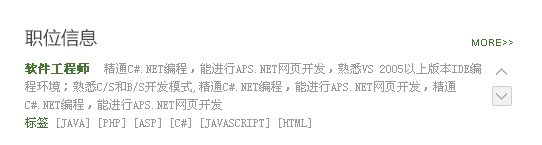 职位信息
MORE>>
软件工程师 精通C#.NET编程，能进行APS.NET网页开发，熟悉VS 2005以上版本IDE编
程环境；熟悉C/S和B/S开发模式,精通C#.NET编程，能进行APS.NET网页开发，精通
C#.NET编程，能进行APS.NET网页开发
标签 [JAVA] [PHP] [ASP] [C#] [JAVASCRIPT] [HTML]